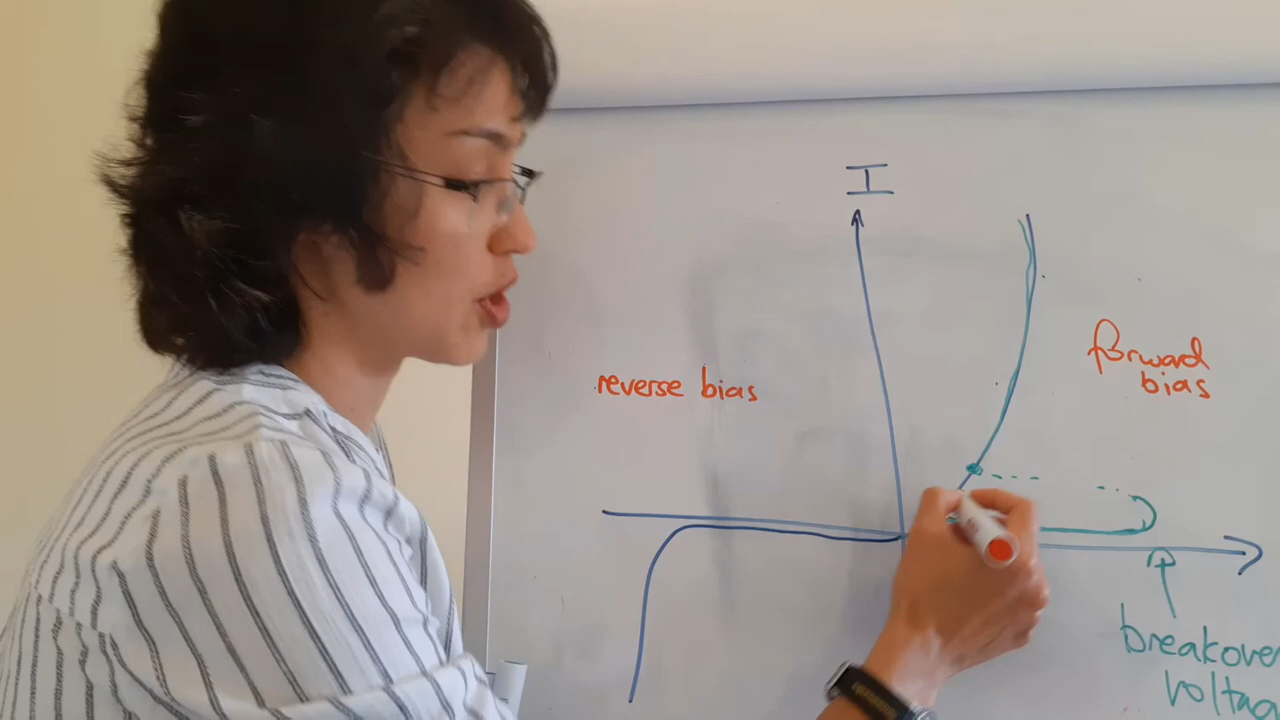 I
reverse bias
forward
bias
breakover
voltag